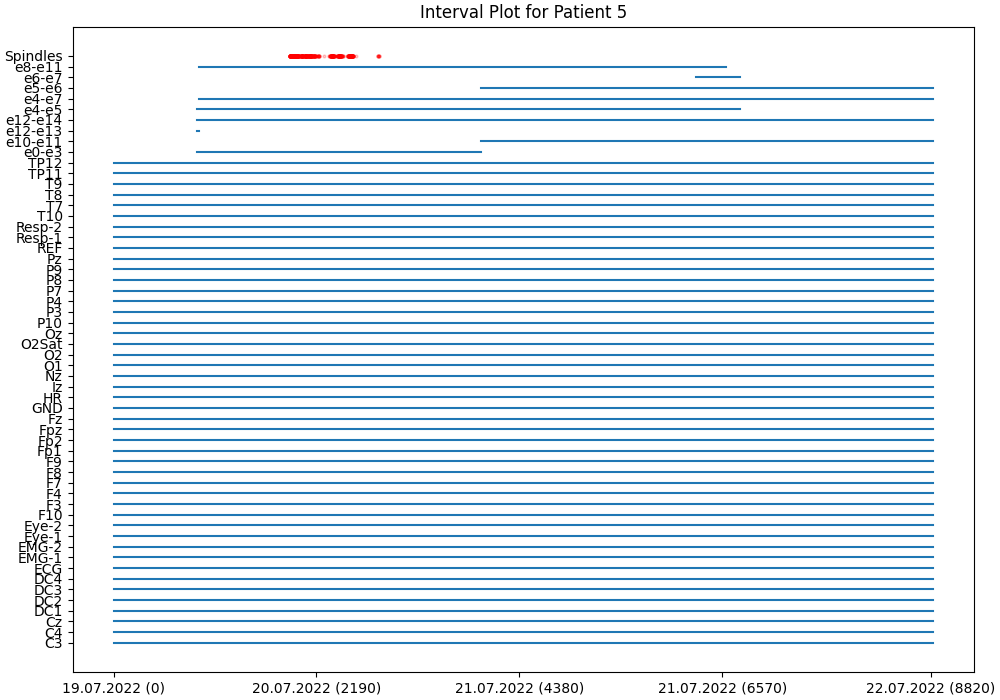 Interval Plot for Patient 5
Spindles
e8-e11
e6-e7
e5-e6
e4-e7
e4-e5
e12-e14
e12-e13
e10-e11
e0-e3
TP12
TP11
T9
T8
T7
T10
Resp-2
Resp-1
REF
Pz
P9
P8
P7
P4
P3
P10
Oz
O2Sat
O2
O1
Nz
Iz
HR
GND
Fz
Fpz
Fp2
Fp1
F9
F8
F7
F4
F3
F10
Eye-2
Eye-1
EMG-2
EMG-1
ECG
DC4
DC3
DC2
DC1
Cz
C4
C3
19.07.2022 (0) 20.07.2022 (2190) 21.07.2022 (4380) 21.07.2022 (6570) 22.07.2022 (8820)